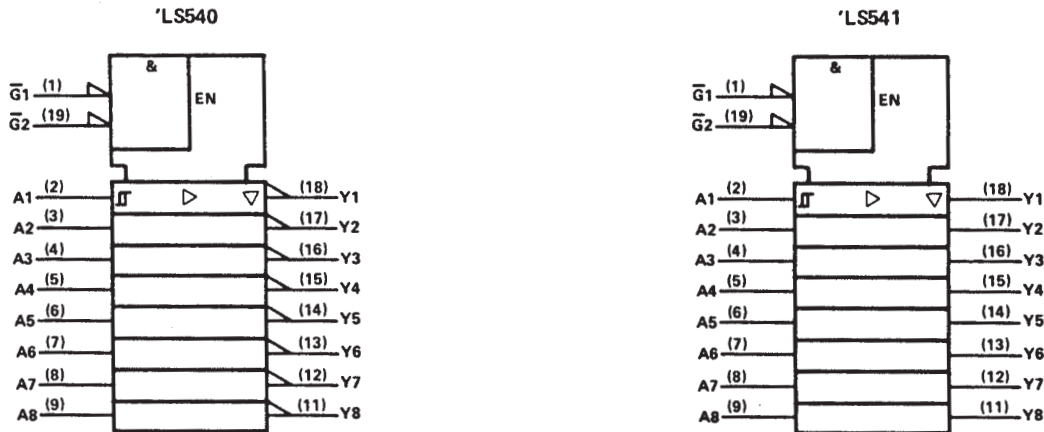 'LS540
&
EN
G̅1 (1)
G̅2 (19)
A1 (2) (18) Y1
A2 (3) (17) Y2
A3 (4) (16) Y3
A4 (5) (15) Y4
A5 (6) (14) Y5
A6 (7) (13) Y6
A7 (8) (12) Y7
A8 (9) (11) Y8
'LS541
&
EN
G̅1 (1)
G̅2 (19)
A1 (2) (18) Y1
A2 (3) (17) Y2
A3 (4) (16) Y3
A4 (5) (15) Y4
A5 (6) (14) Y5
A6 (7) (13) Y6
A7 (8) (12) Y7
A8 (9) (11) Y8